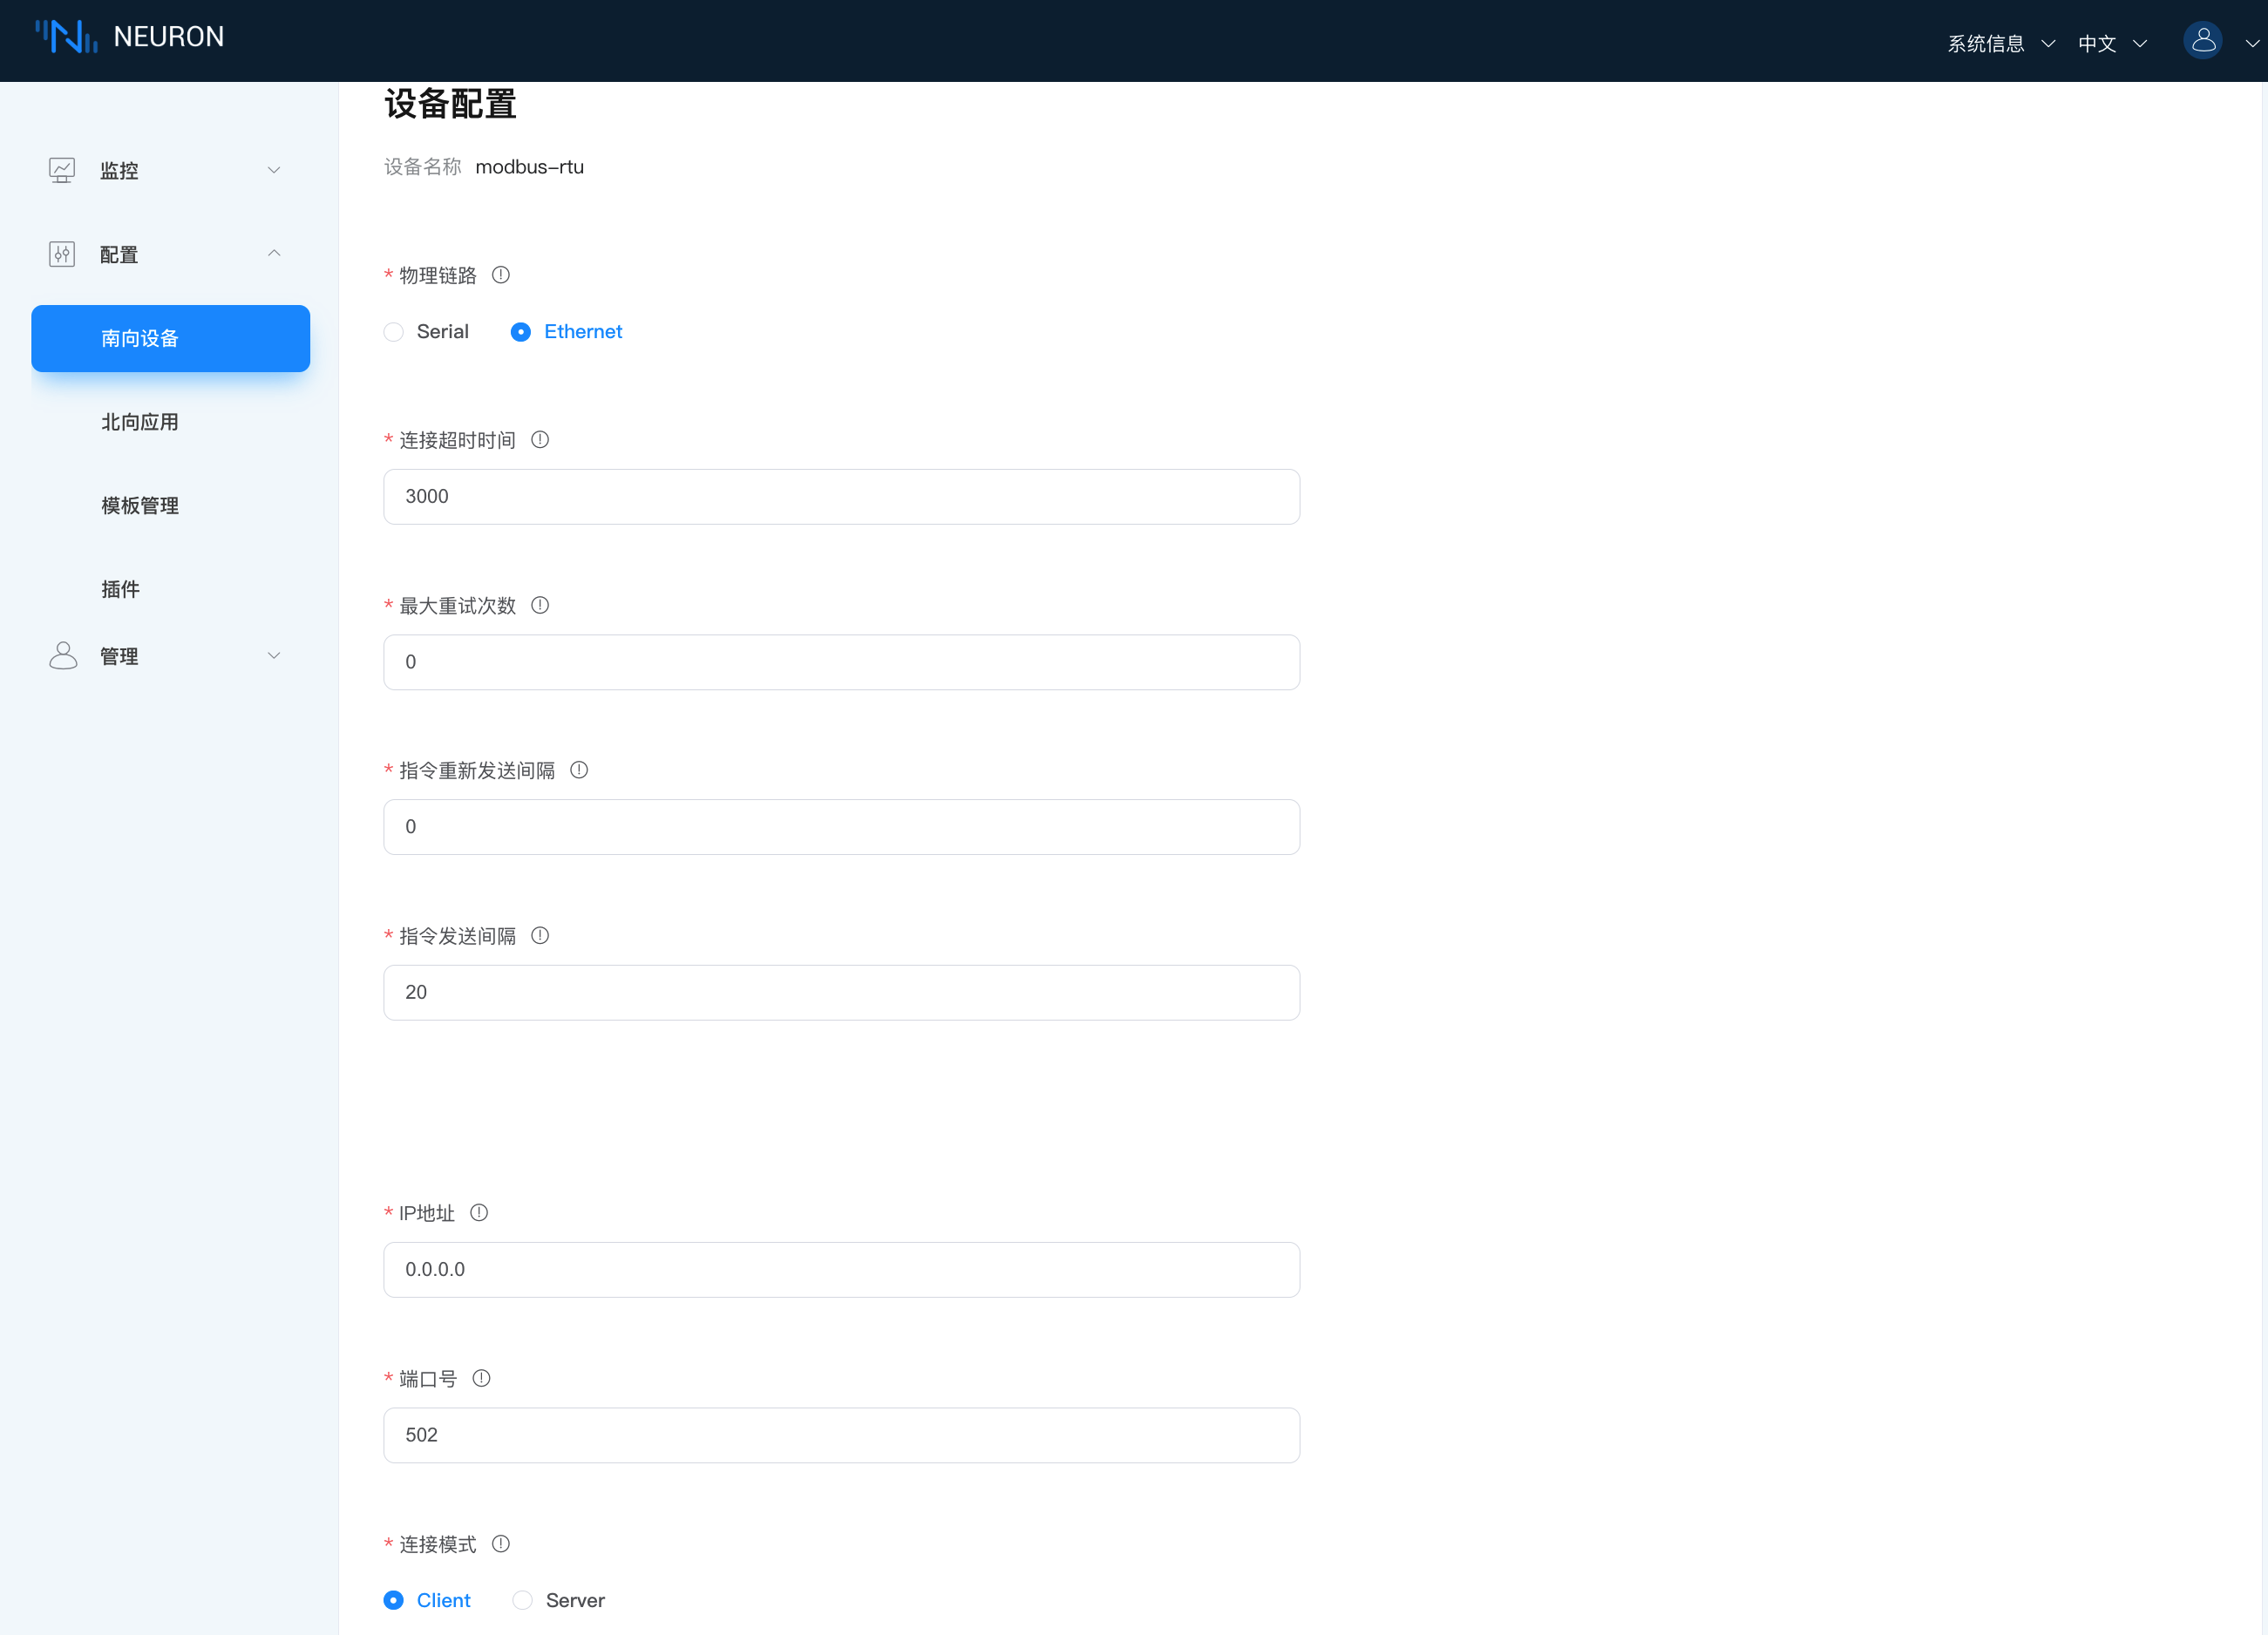 NEURON
系统信息
中文
监控
配置
南向设备
北向应用
模板管理
插件
管理
设备配置
设备名称 modbus-rtu
* 物理链路
Serial Ethernet
* 连接超时时间
3000
* 最大重试次数
0
* 指令重新发送间隔
0
* 指令发送间隔
20
* IP地址
0.0.0.0
* 端口号
502
* 连接模式
Client Server